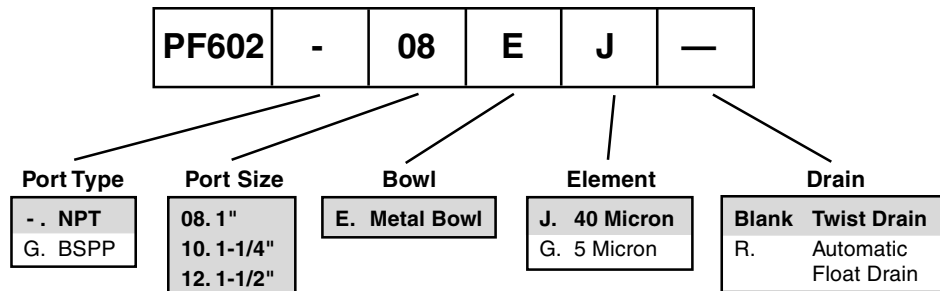 PF602 - 08 E J —
Port Type
- . NPT
G. BSPP
Port Size
08. 1"
10. 1-1/4"
12. 1-1/2"
Bowl
E. Metal Bowl
Element
J. 40 Micron
G. 5 Micron
Drain
Blank Twist Drain
R. Automatic
Float Drain